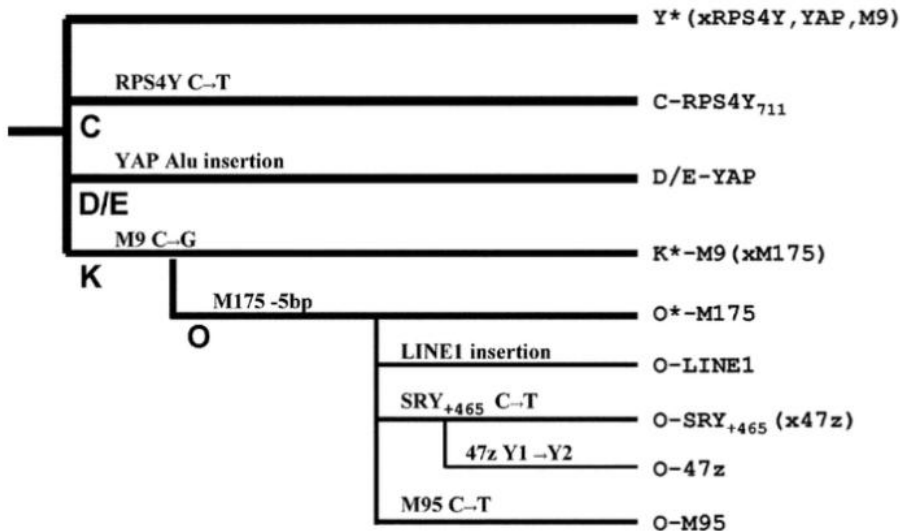 Y*(xRPS4Y,YAP,M9)
RPS4Y C→T
C-RPS4Y₇₁₁
C
YAP Alu insertion
D/E-YAP
D/E
M9 C→G
K*-M9(xM175)
K
M175 -5bp
O*-M175
O
LINE1 insertion
O-LINE1
SRY₊₄₆₅ C→T
O-SRY₊₄₆₅(x47z)
47z Y1→Y2
O-47z
M95 C→T
O-M95